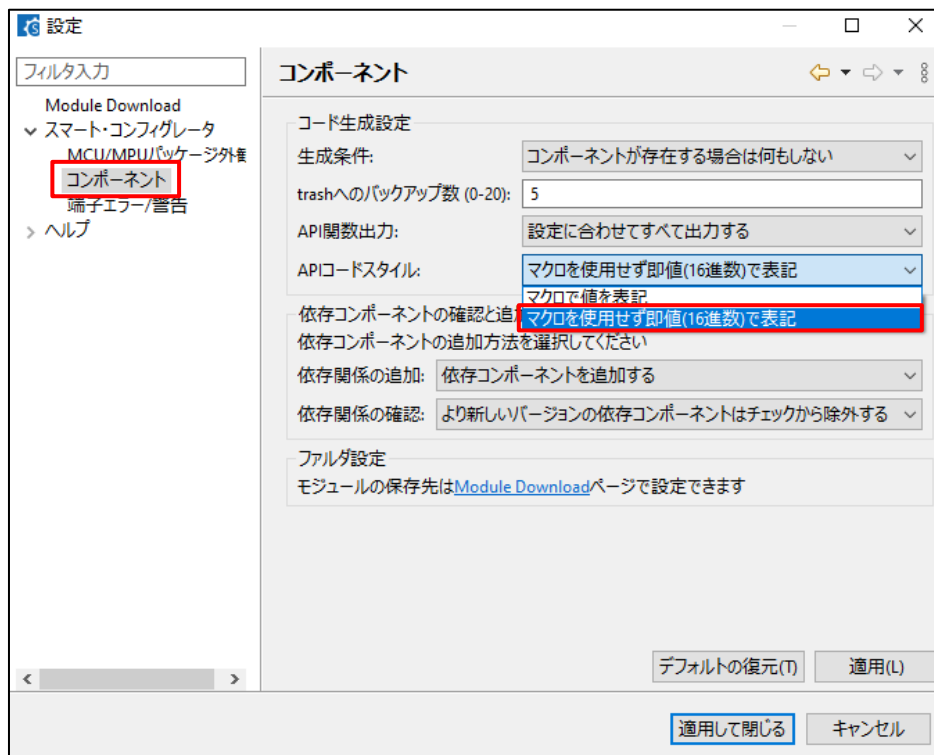 設定
フィルタ入力
Module Download
スマート・コンフィグレータ
MCU/MPUパッケージ外観
コンポーネント
端子エラー/警告
ヘルプ
コンポーネント
コード生成設定
生成条件: コンポーネントが存在する場合は何もしない
trashへのバックアップ数 (0-20): 5
API関数出力: 設定に合わせてすべて出力する
APIコードスタイル: マクロを使用せず即値(16進数)で表記
マクロで値を表記
マクロを使用せず即値(16進数)で表記
依存コンポーネントの確認と追
依存コンポーネントの追加方法を選択してください
依存関係の追加: 依存コンポーネントを追加する
依存関係の確認: より新しいバージョンの依存コンポーネントはチェックから除外する
ファルダ設定
モジュールの保存先はModule Downloadページで設定できます
デフォルトの復元(T) 適用(L)
適用して閉じる キャンセル